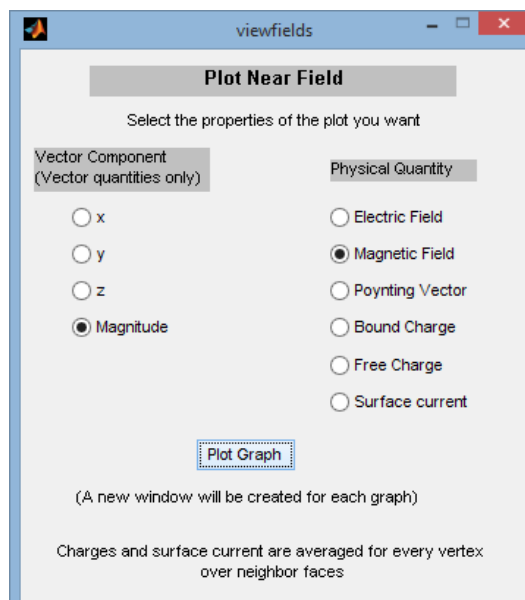 viewfields
Plot Near Field
Select the properties of the plot you want
Vector Component
(Vector quantities only)
x
y
z
Magnitude
Physical Quantity
Electric Field
Magnetic Field
Poynting Vector
Bound Charge
Free Charge
Surface current
Plot Graph
(A new window will be created for each graph)
Charges and surface current are averaged for every vertex
over neighbor faces